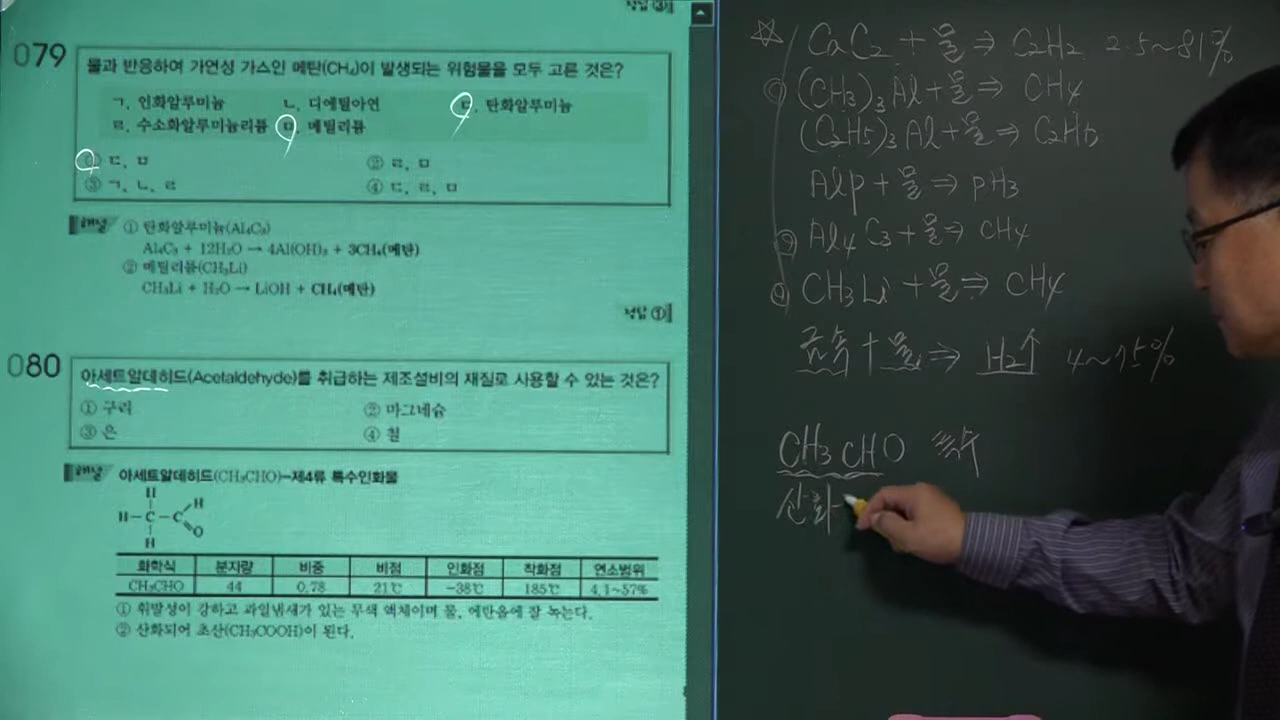 정답 ③
079
물과 반응하여 가연성 가스인 메탄(CH₄)이 발생되는 위험물을 모두 고른 것은?
ㄱ. 인화알루미늄 ㄴ. 디에틸아연 ㄷ. 탄화알루미늄
ㄹ. 수소화알루미늄리튬 ㅁ. 메틸리튬
① ㄷ, ㅁ ② ㄹ, ㅁ
③ ㄱ, ㄴ, ㄹ ④ ㄷ, ㄹ, ㅁ
해설 ① 탄화알루미늄(Al₄C₃)
Al₄C₃ + 12H₂O → 4Al(OH)₃ + 3CH₄(메탄)
② 메틸리튬(CH₃Li)
CH₃Li + H₂O → LiOH + CH₄(메탄)
정답 ①
080
아세트알데히드(Acetaldehyde)를 취급하는 제조설비의 재질로 사용할 수 있는 것은?
① 구리 ② 마그네슘
③ 은 ④ 철
해설 아세트알데히드(CH₃CHO)-제4류 특수인화물
H H
H-C-C
H O
화학식 분자량 비중 비점 인화점 착화점 연소범위
CH₃CHO 44 0.78 21℃ -38℃ 185℃ 4.1~57%
① 휘발성이 강하고 과일냄새가 있는 무색 액체이며 물, 에탄올에 잘 녹는다.
② 산화되어 초산(CH₃COOH)이 된다.
☆ CaC2 + 물 ⇒ C2H2 2.5~81%
(CH3)3Al + 물 ⇒ CH4
(C2H5)3Al + 물 ⇒ C2H6
AlP + 물 ⇒ PH3
Al4C3 + 물 ⇒ CH4
CH3Li + 물 ⇒ CH4
금속 + 물 ⇒ H2↑ 4~75%
CH3CHO 특수
산화